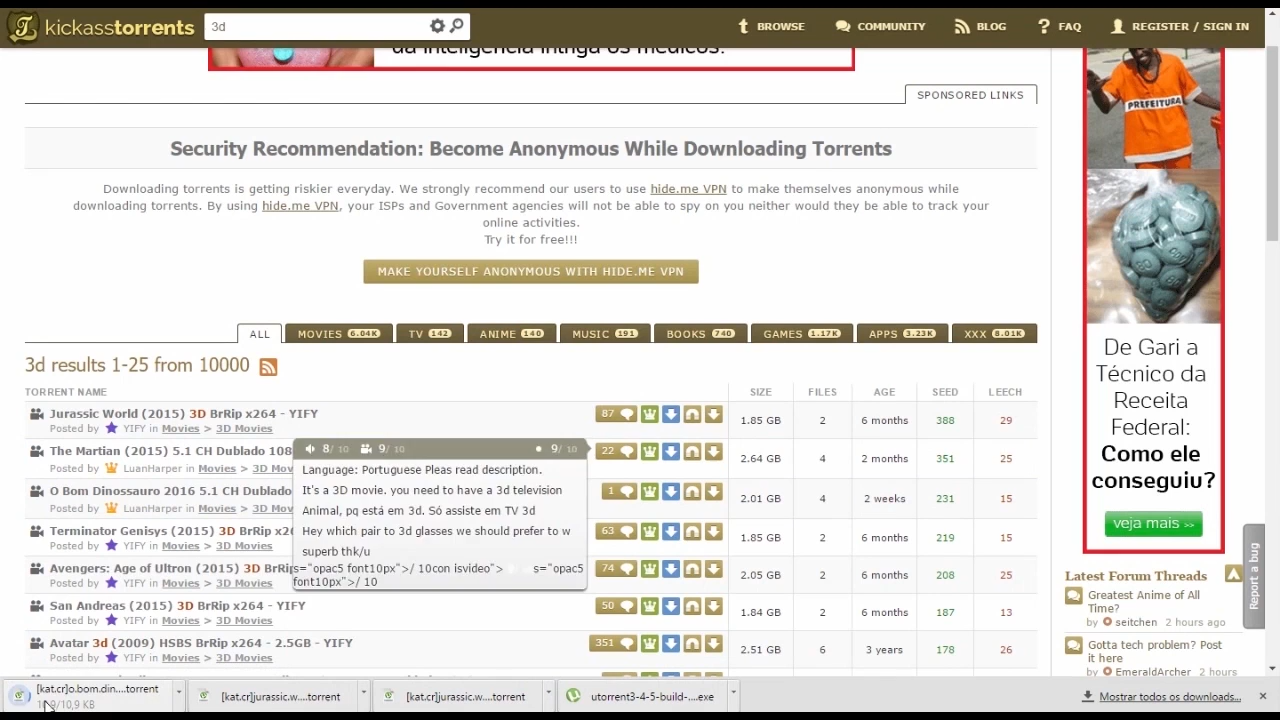 kickasstorrents
3d
BROWSE
COMMUNITY
BLOG
FAQ
REGISTER / SIGN IN
da inteligência intriga os médicos!
SPONSORED LINKS
Security Recommendation: Become Anonymous While Downloading Torrents
Downloading torrents is getting riskier everyday. We strongly recommend our users to use hide.me VPN to make themselves anonymous while
downloading torrents. By using hide.me VPN, your ISPs and Government agencies will not be able to spy on you neither would they be able to track your
online activities.
Try it for free!!!
MAKE YOURSELF ANONYMOUS WITH HIDE.ME VPN
ALL
MOVIES 6.04K
TV 142
ANIME 140
MUSIC 191
BOOKS 740
GAMES 1.17K
APPS 3.23K
XXX 8.01K
3d results 1-25 from 10000
TORRENT NAME SIZE FILES AGE SEED LEECH
Jurassic World (2015) 3D BrRip x264 - YIFY 87 1.85 GB 2 6 months 388 29
Posted by YIFY in Movies > 3D Movies
The Martian (2015) 5.1 CH Dublado 108 22 2.64 GB 4 2 months 351 25
Posted by LuanHarper in Movies > 3D Mov
O Bom Dinossauro 2016 5.1 CH Dublado 1 2.01 GB 4 2 weeks 231 15
Posted by LuanHarper in Movies > 3D Mov
Terminator Genisys (2015) 3D BrRip x26 63 1.85 GB 2 6 months 219 15
Posted by YIFY in Movies > 3D Movies
Avengers: Age of Ultron (2015) 3D BrRip 74 2.05 GB 2 6 months 208 25
Posted by YIFY in Movies > 3D Movies
San Andreas (2015) 3D BrRip x264 - YIFY 50 1.84 GB 2 6 months 187 13
Posted by YIFY in Movies > 3D Movies
Avatar 3d (2009) HSBS BrRip x264 - 2.5GB - YIFY 351 2.51 GB 6 3 years 178 26
Posted by YIFY in Movies > 3D Movies
8/ 10 9/ 10 9/ 10
Language: Portuguese Pleas read description.
It's a 3D movie. you need to have a 3d television
Animal, pq está em 3d. Só assiste em TV 3d
Hey which pair to 3d glasses we should prefer to w
superb thk/u
s="opac5 font10px">/ 10con isvideo"> s="opac5
font10px">/ 10
PREFEITURA
De Gari a
Técnico da
Receita
Federal:
Como ele
conseguiu?
veja mais >>
Report a bug
Latest Forum Threads
Greatest Anime of All
Time?
by seitchen 2 hours ago
Gotta tech problem? Post
it here
by EmeraldArcher 2 hours
[kat.cr]o.bom.din....torrent
/10,9 KB
[kat.cr]jurassic.w....torrent
[kat.cr]jurassic.w....torrent
utorrent3-4-5-build-....exe
Mostrar todos os downloads...